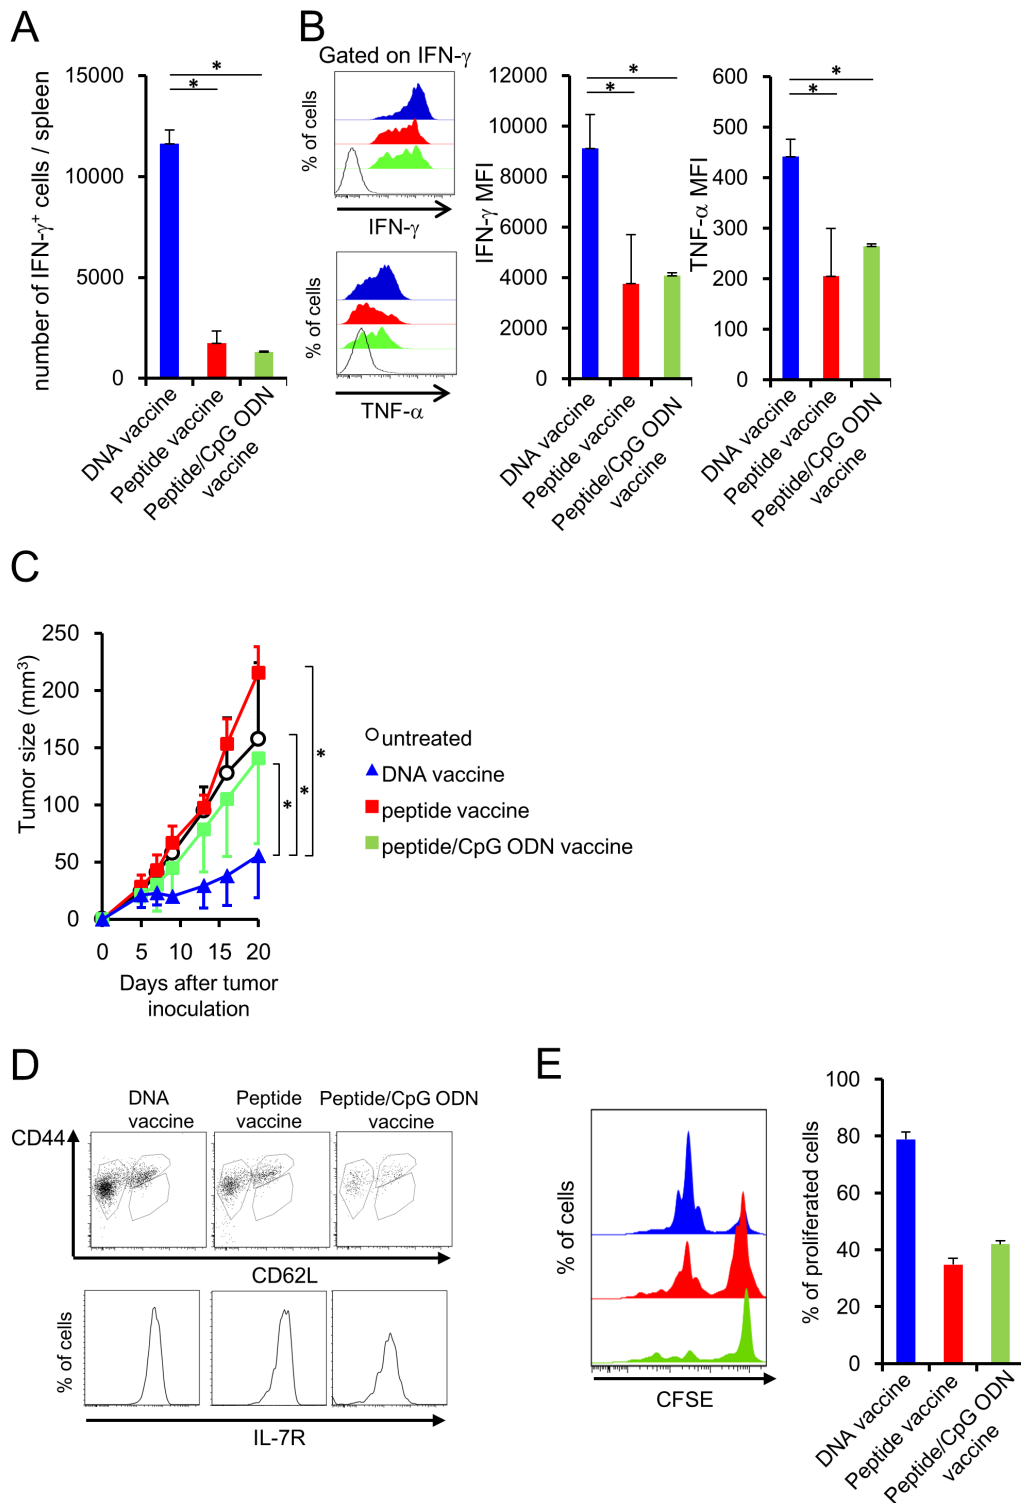 A
number of IFN-γ+ cells / spleen
15000
10000
5000
0
*
*
DNA vaccine
Peptide vaccine
Peptide/CpG ODN
vaccine
B
Gated on IFN-γ
% of cells
IFN-γ
% of cells
TNF-α
IFN-γ MFI
12000
10000
8000
6000
4000
2000
0
*
*
DNA vaccine
Peptide vaccine
Peptide/CpG ODN
vaccine
TNF-α MFI
600
500
400
300
200
100
0
*
*
DNA vaccine
Peptide vaccine
Peptide/CpG ODN
vaccine
C
Tumor size (mm3)
250
200
150
100
50
0
0 5 10 15 20
Days after tumor
inoculation
*
*
*
untreated
DNA vaccine
peptide vaccine
peptide/CpG ODN vaccine
D
DNA
vaccine
Peptide
vaccine
Peptide/CpG ODN
vaccine
CD44
CD62L
% of cells
IL-7R
E
% of cells
CFSE
% of proliferated cells
100
80
60
40
20
0
DNA vaccine
Peptide vaccine
Peptide/CpG ODN
vaccine